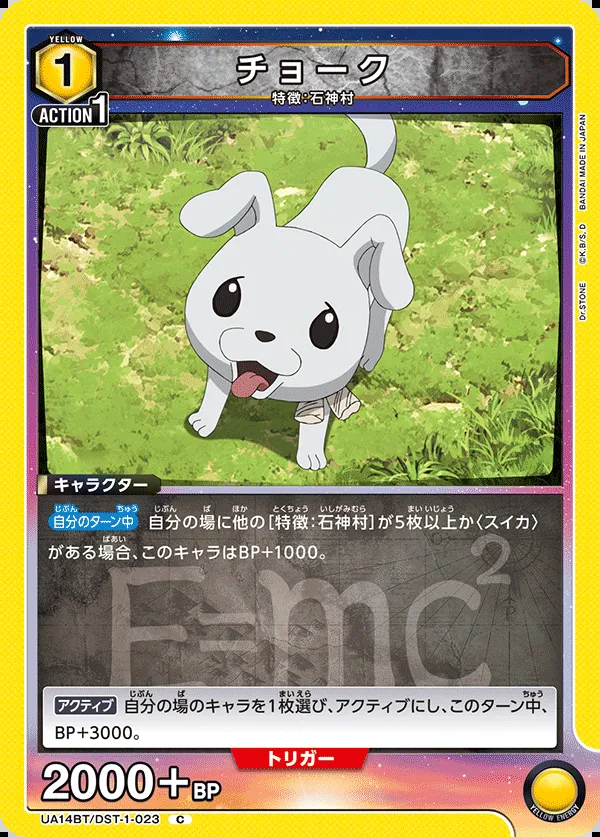 YELLOW
1
チョーク
ACTION 1
特徴:石神村
Dr.STONE ©K.B/S.D BANDAI MADE IN JAPAN
キャラクター
自分のターン中 自分の場に他の[特徴:石神村]が5枚以上か〈スイカ〉
がある場合、このキャラはBP+1000。
E=mc²
アクティブ 自分の場のキャラを1枚選び、アクティブにし、このターン中、
BP+3000。
トリガー
2000+BP
YELLOW ENERGY
UA14BT/DST-1-023 C